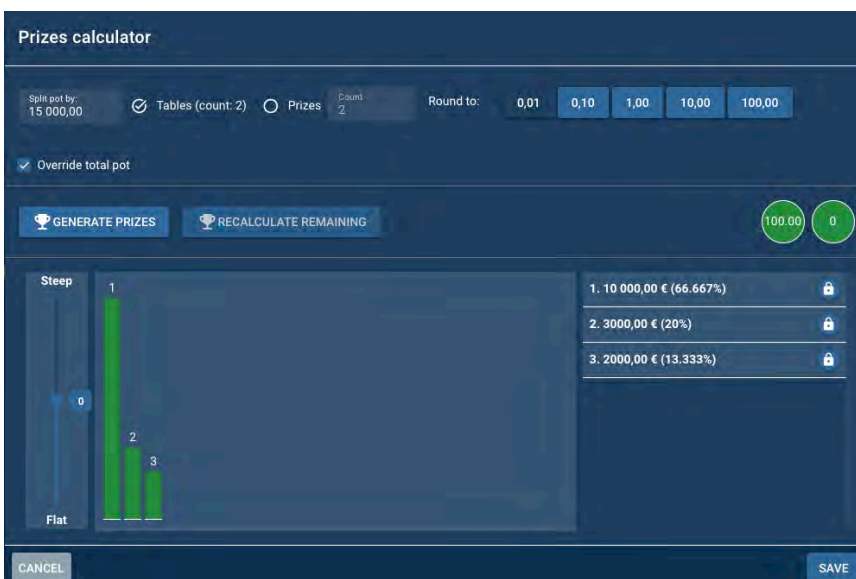 Prizes calculator
Split pot by:
15 000,00
Tables (count: 2)
Prizes
Count
2
Round to:
0,01
0,10
1,00
10,00
100,00
Override total pot
GENERATE PRIZES
RECALCULATE REMAINING
100.00
0
Steep
0
Flat
1
2
3
1. 10 000,00 € (66.667%)
2. 3000,00 € (20%)
3. 2000,00 € (13.333%)
CANCEL
SAVE